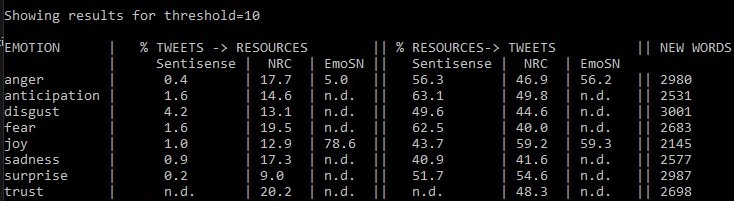 Showing results for threshold=10
EMOTION | % TWEETS -> RESOURCES || % RESOURCES-> TWEETS || NEW WORDS
| Sentisense | NRC | EmoSN || Sentisense | NRC | EmoSN ||
anger | 0.4 | 17.7 | 5.0 || 56.3 | 46.9 | 56.2 || 2980
anticipation | 1.6 | 14.6 | n.d. || 63.1 | 49.8 | n.d. || 2531
disgust | 4.2 | 13.1 | n.d. || 49.6 | 44.6 | n.d. || 3001
fear | 1.6 | 19.5 | n.d. || 62.5 | 40.0 | n.d. || 2683
joy | 1.0 | 12.9 | 78.6 || 43.7 | 59.2 | 59.3 || 2145
sadness | 0.9 | 17.3 | n.d. || 40.9 | 41.6 | n.d. || 2577
surprise | 0.2 | 9.0 | n.d. || 51.7 | 54.6 | n.d. || 2987
trust | n.d. | 20.2 | n.d. || n.d. | 48.3 | n.d. || 2698